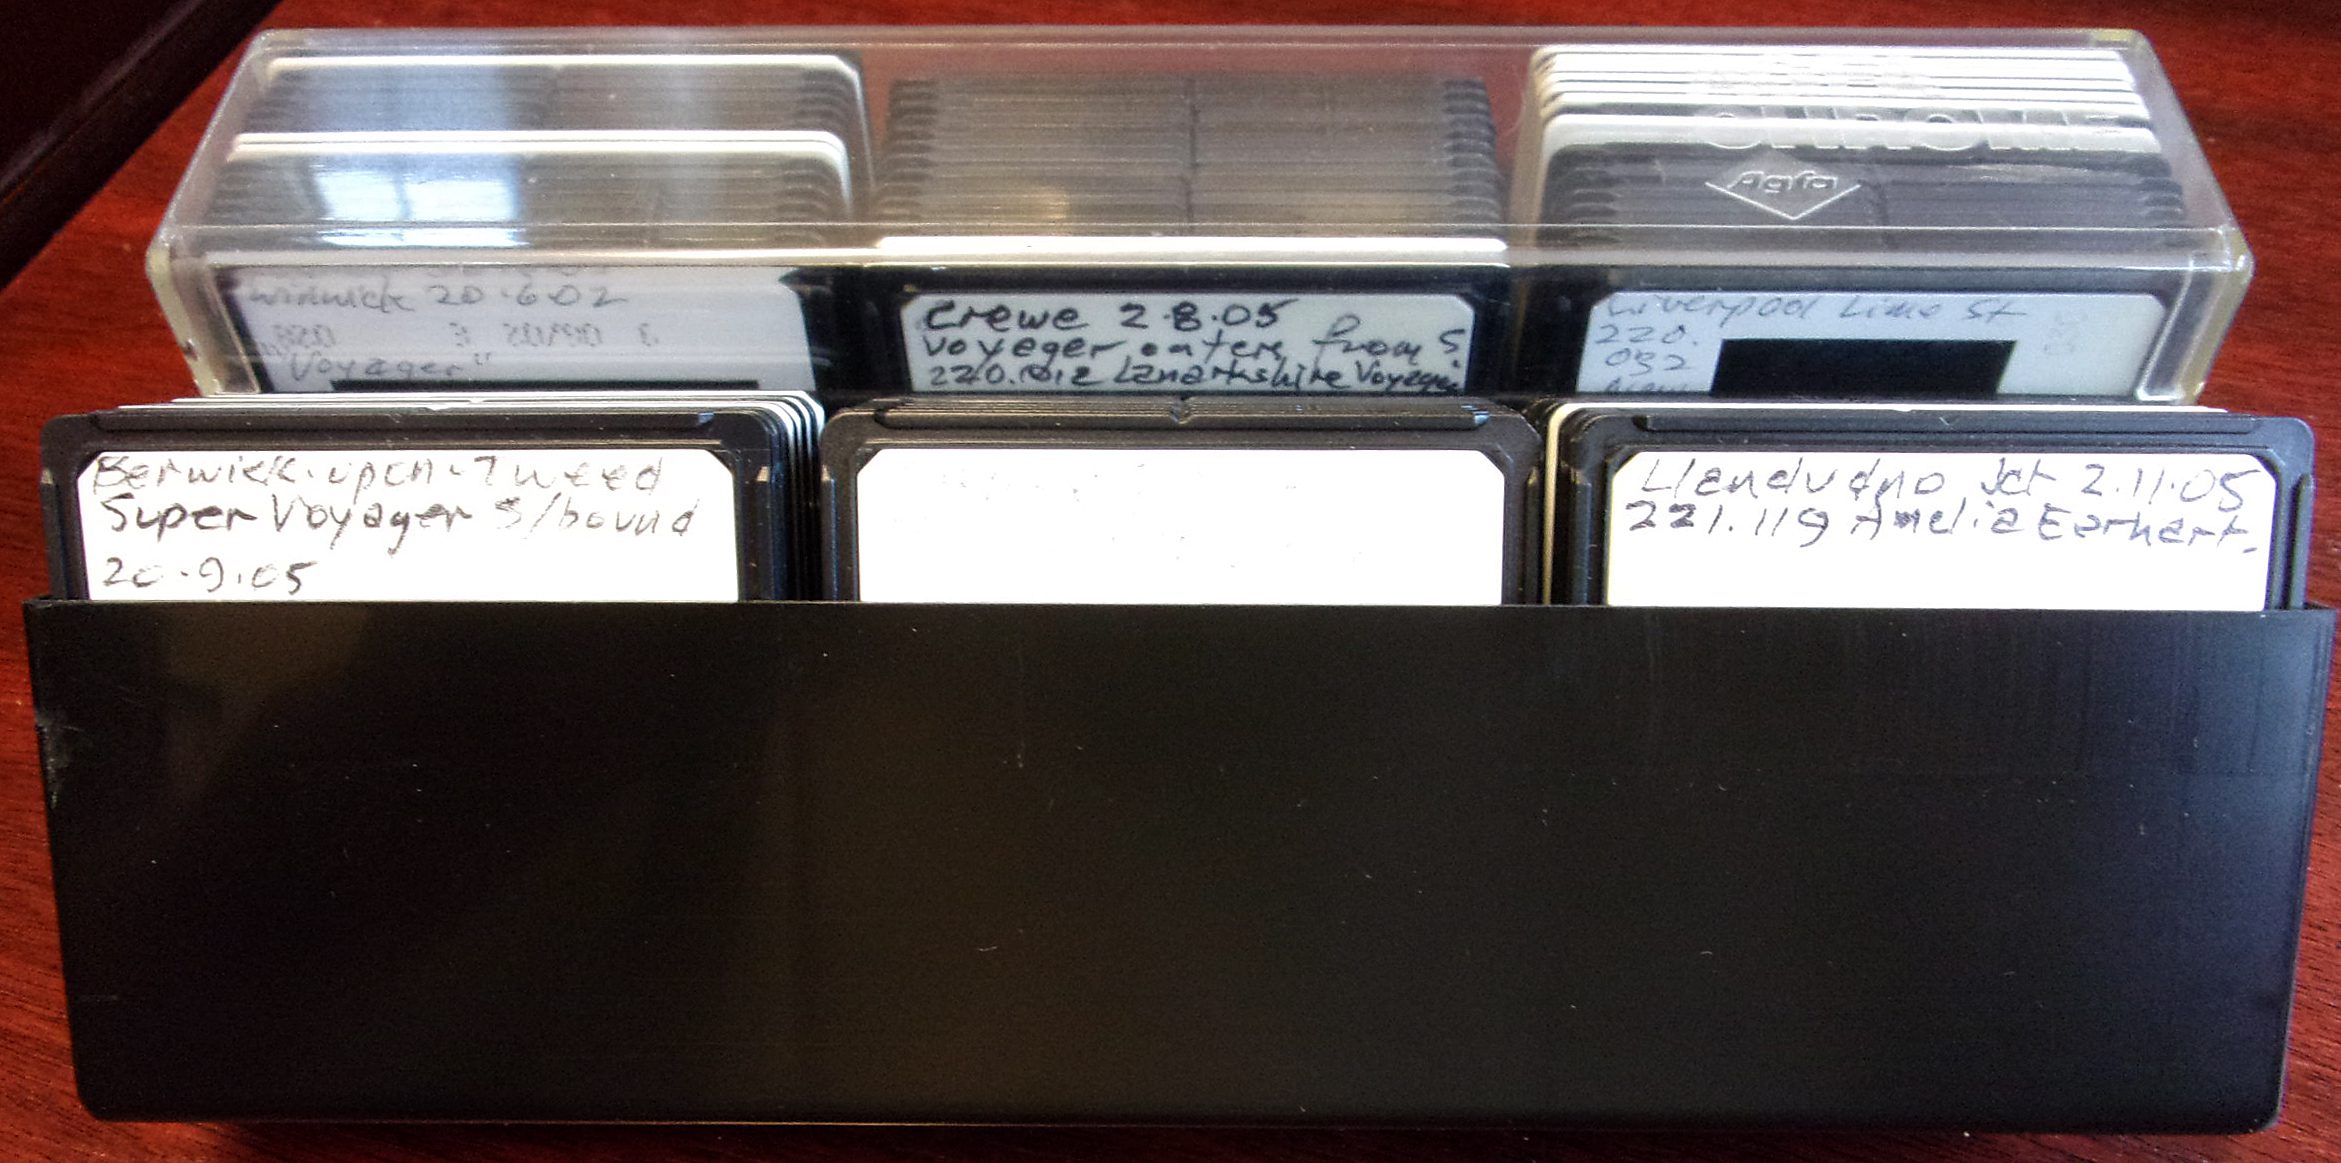 CHROME
Agfa
Winwick 20.6.02
"Voyager"
Crewe 2.8.05
Voyager enters from S.
220.012 Lanarkshire Voyager
Liverpool Lime St
220.
032
Berwick-upon-Tweed
Super Voyager S/bound
20.9.05
Llandudno Jct 2.11.05
221.119 Amelia Earhart.